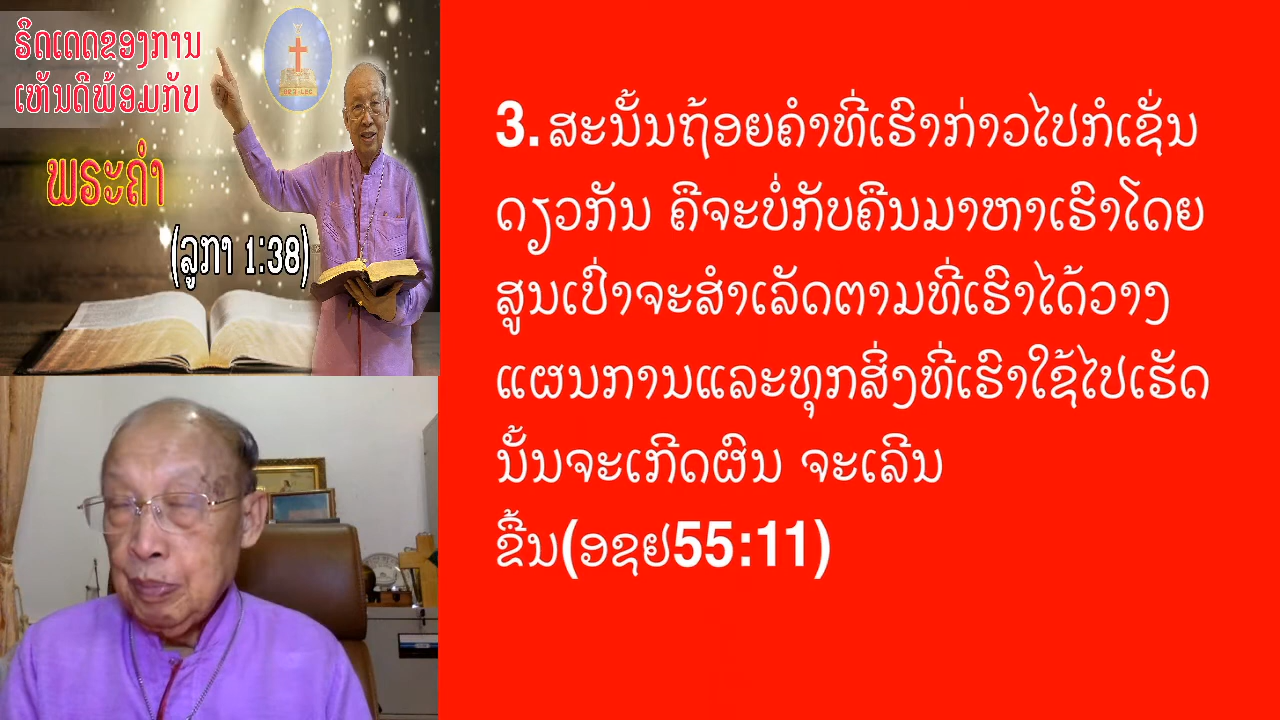 ຣິດເດດຂອງການ
ເຫັນດີພ້ອມກັບ
ພຣະຄຳ
(ລູກາ 1:38)
3. ສະນັ້ນຖ້ອຍຄຳທີ່ເຮົາກ່າວໄປກໍເຊັ່ນ
ດຽວກັນ ຄືຈະບໍ່ກັບຄືນມາຫາເຮົາໂດຍ
ສູນເປົ່າຈະສຳເລັດຕາມທີ່ເຮົາໄດ້ວາງ
ແຜນການແລະທຸກສິ່ງທີ່ເຮົາໃຊ້ໄປເຮັດ
ນັ້ນຈະເກີດຜົນ ຈະເລີນ
ຂື້ນ(ອຊຢ55:11)